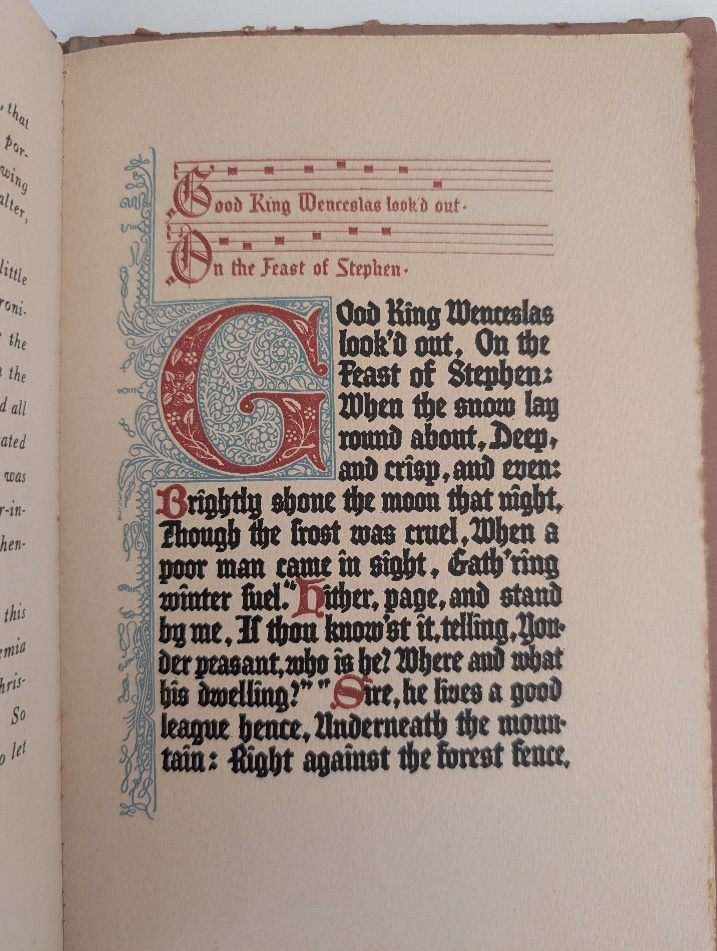 , that
por-
wing
alter,
little
roni-
the
the
d all
ated
was
r-in-
hen-
this
emia
hris-
So
o let
Good King Wenceslas look'd out.
On the Feast of Stephen.
Good King Wenceslas
look'd out, On the
Feast of Stephen:
When the snow lay
round about, Deep,
and crisp, and even:
Brightly shone the moon that night,
Though the frost was cruel, When a
poor man came in sight, Gath'ring
winter fuel. "Hither, page, and stand
by me, If thou know'st it, telling, Yon-
der peasant, who is he? Where and what
his dwelling?" "Sire, he lives a good
league hence, Underneath the moun-
tain: Right against the forest fence,